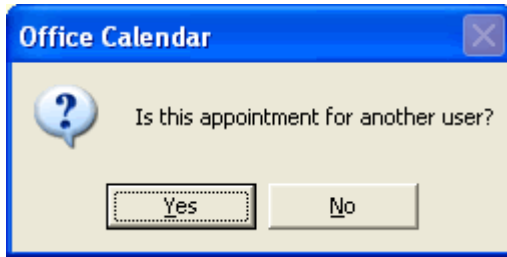 Office Calendar
Is this appointment for another user?
Yes No